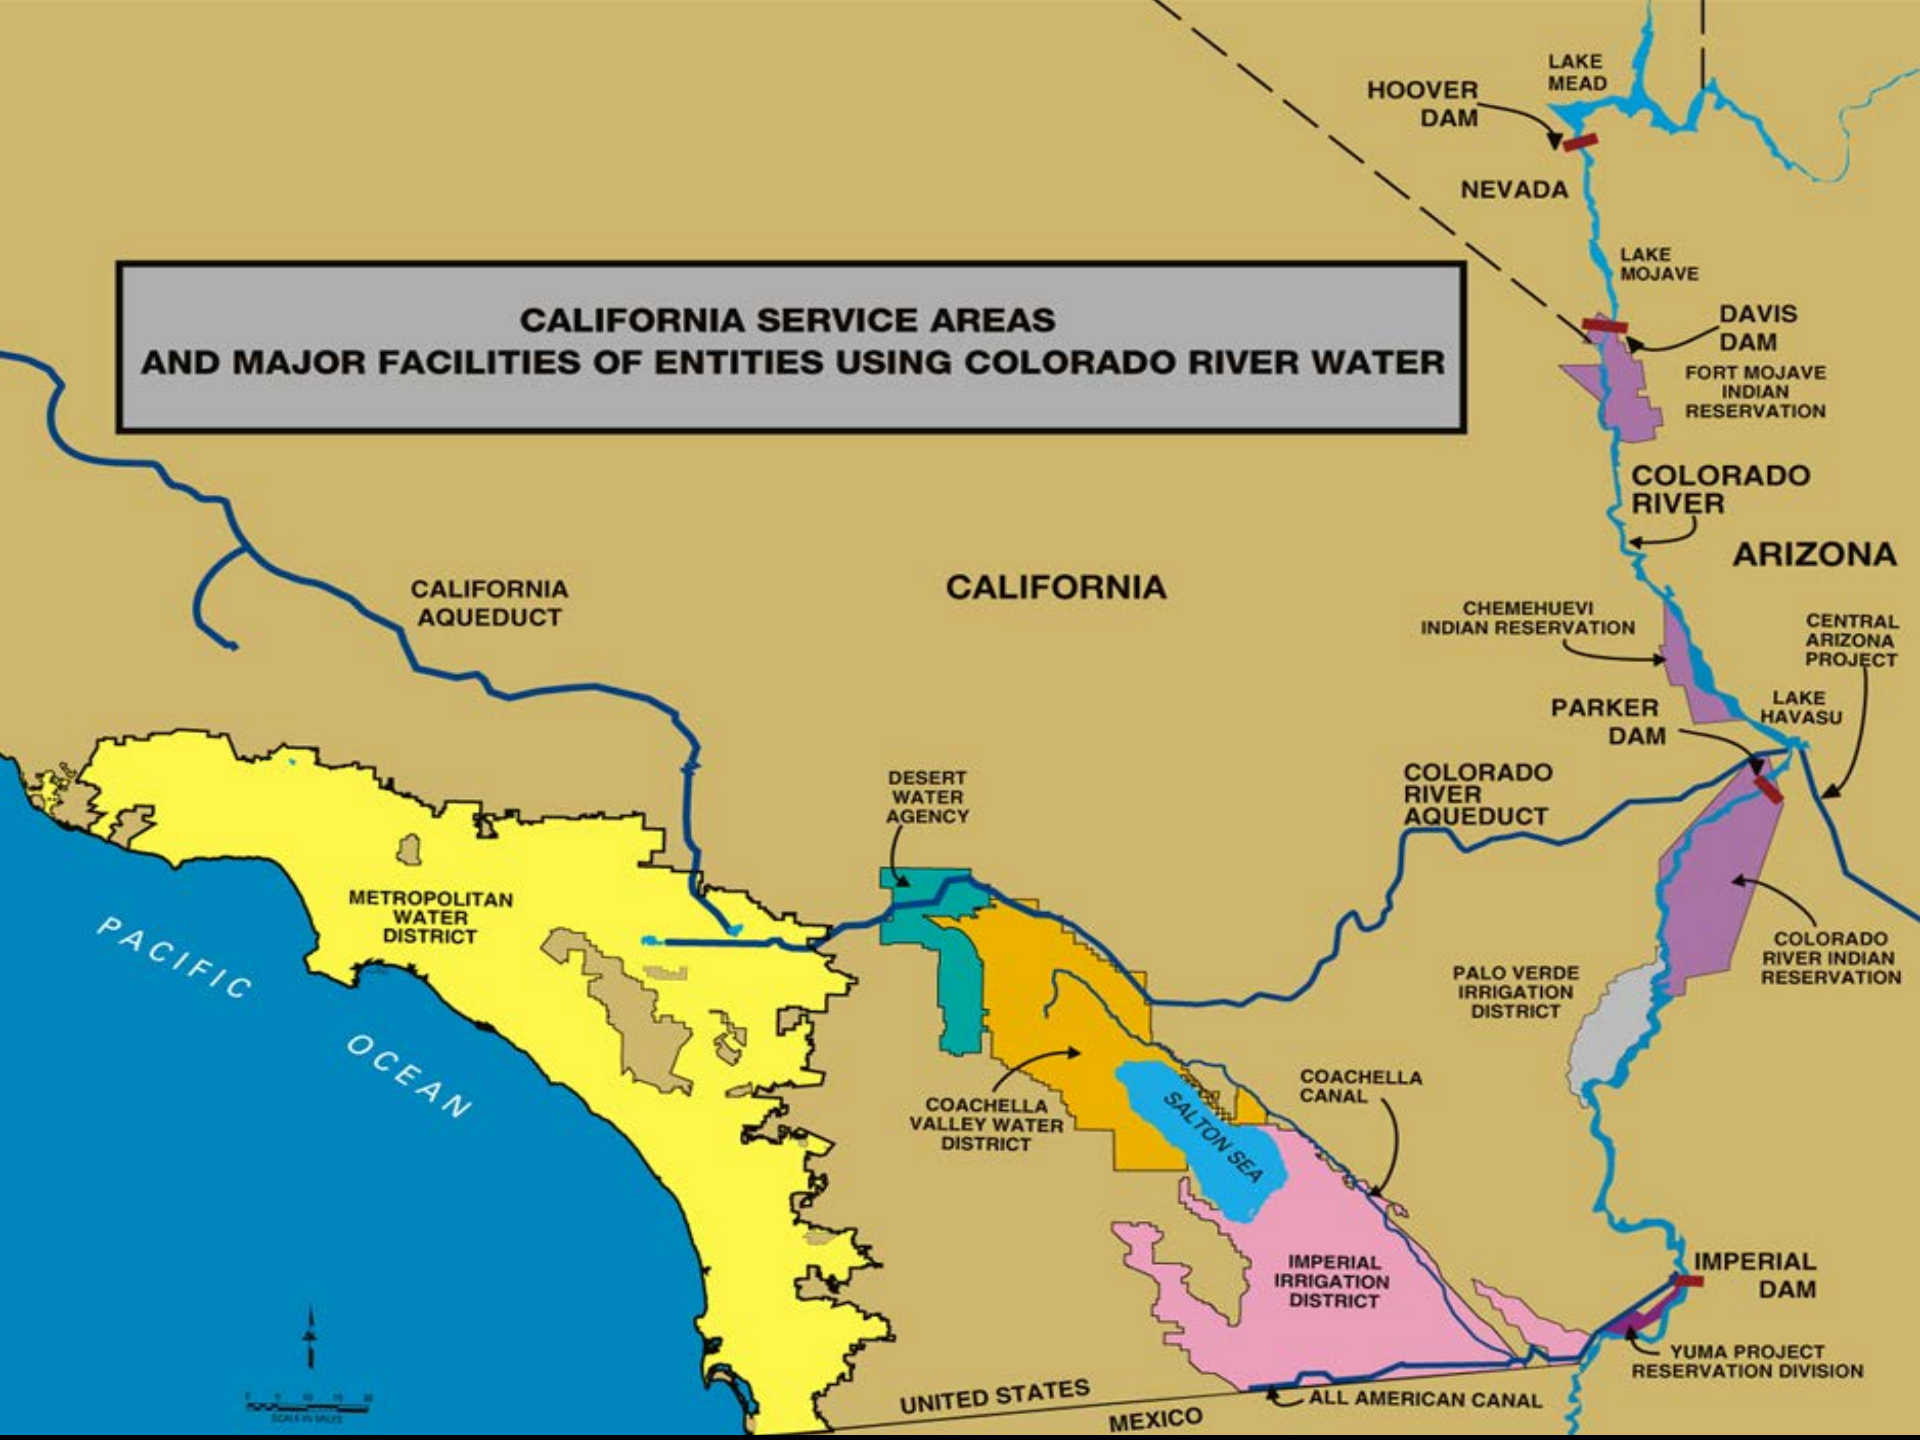 LAKE
MEAD
HOOVER
DAM
NEVADA
LAKE
MOJAVE
CALIFORNIA SERVICE AREAS
AND MAJOR FACILITIES OF ENTITIES USING COLORADO RIVER WATER
DAVIS
DAM
FORT MOJAVE
INDIAN
RESERVATION
COLORADO
RIVER
ARIZONA
CALIFORNIA
AQUEDUCT
CALIFORNIA
CHEMEHUEVI
INDIAN RESERVATION
CENTRAL
ARIZONA
PROJECT
LAKE
HAVASU
PARKER
DAM
COLORADO
RIVER
AQUEDUCT
DESERT
WATER
AGENCY
METROPOLITAN
WATER
DISTRICT
PACIFIC
OCEAN
COLORADO
RIVER INDIAN
RESERVATION
PALO VERDE
IRRIGATION
DISTRICT
COACHELLA
CANAL
COACHELLA
VALLEY WATER
DISTRICT
SALTON SEA
IMPERIAL
IRRIGATION
DISTRICT
IMPERIAL
DAM
YUMA PROJECT
RESERVATION DIVISION
UNITED STATES
MEXICO
ALL AMERICAN CANAL
SCALE IN MILES